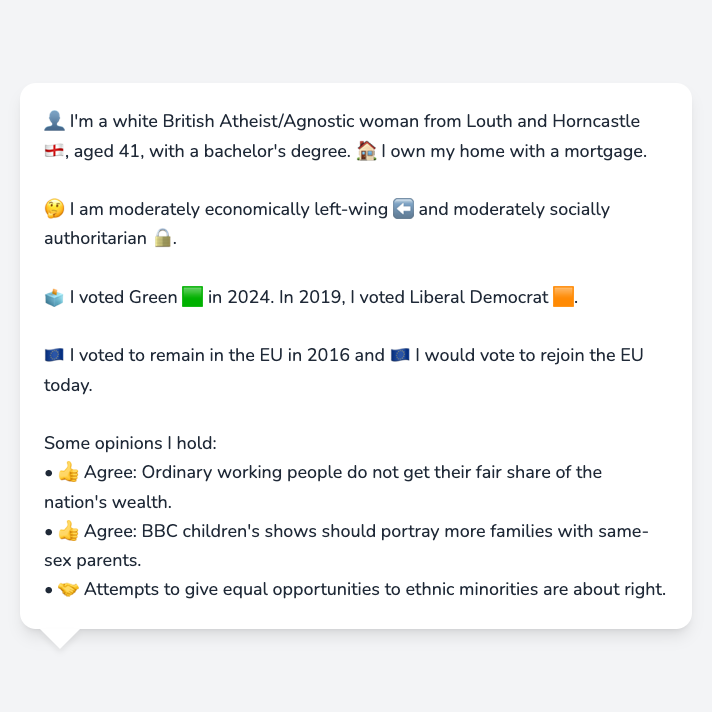 👤 I'm a white British Atheist/Agnostic woman from Louth and Horncastle
🏴󠁧󠁢󠁥󠁮󠁧󠁿, aged 41, with a bachelor's degree. 🏠 I own my home with a mortgage.
🤔 I am moderately economically left-wing ⬅️ and moderately socially
authoritarian 🔒.
🗳️ I voted Green 🟩 in 2024. In 2019, I voted Liberal Democrat 🟧.
🇪🇺 I voted to remain in the EU in 2016 and 🇪🇺 I would vote to rejoin the EU
today.
Some opinions I hold:
• 👍 Agree: Ordinary working people do not get their fair share of the
nation's wealth.
• 👍 Agree: BBC children's shows should portray more families with same-
sex parents.
• 🤝 Attempts to give equal opportunities to ethnic minorities are about right.